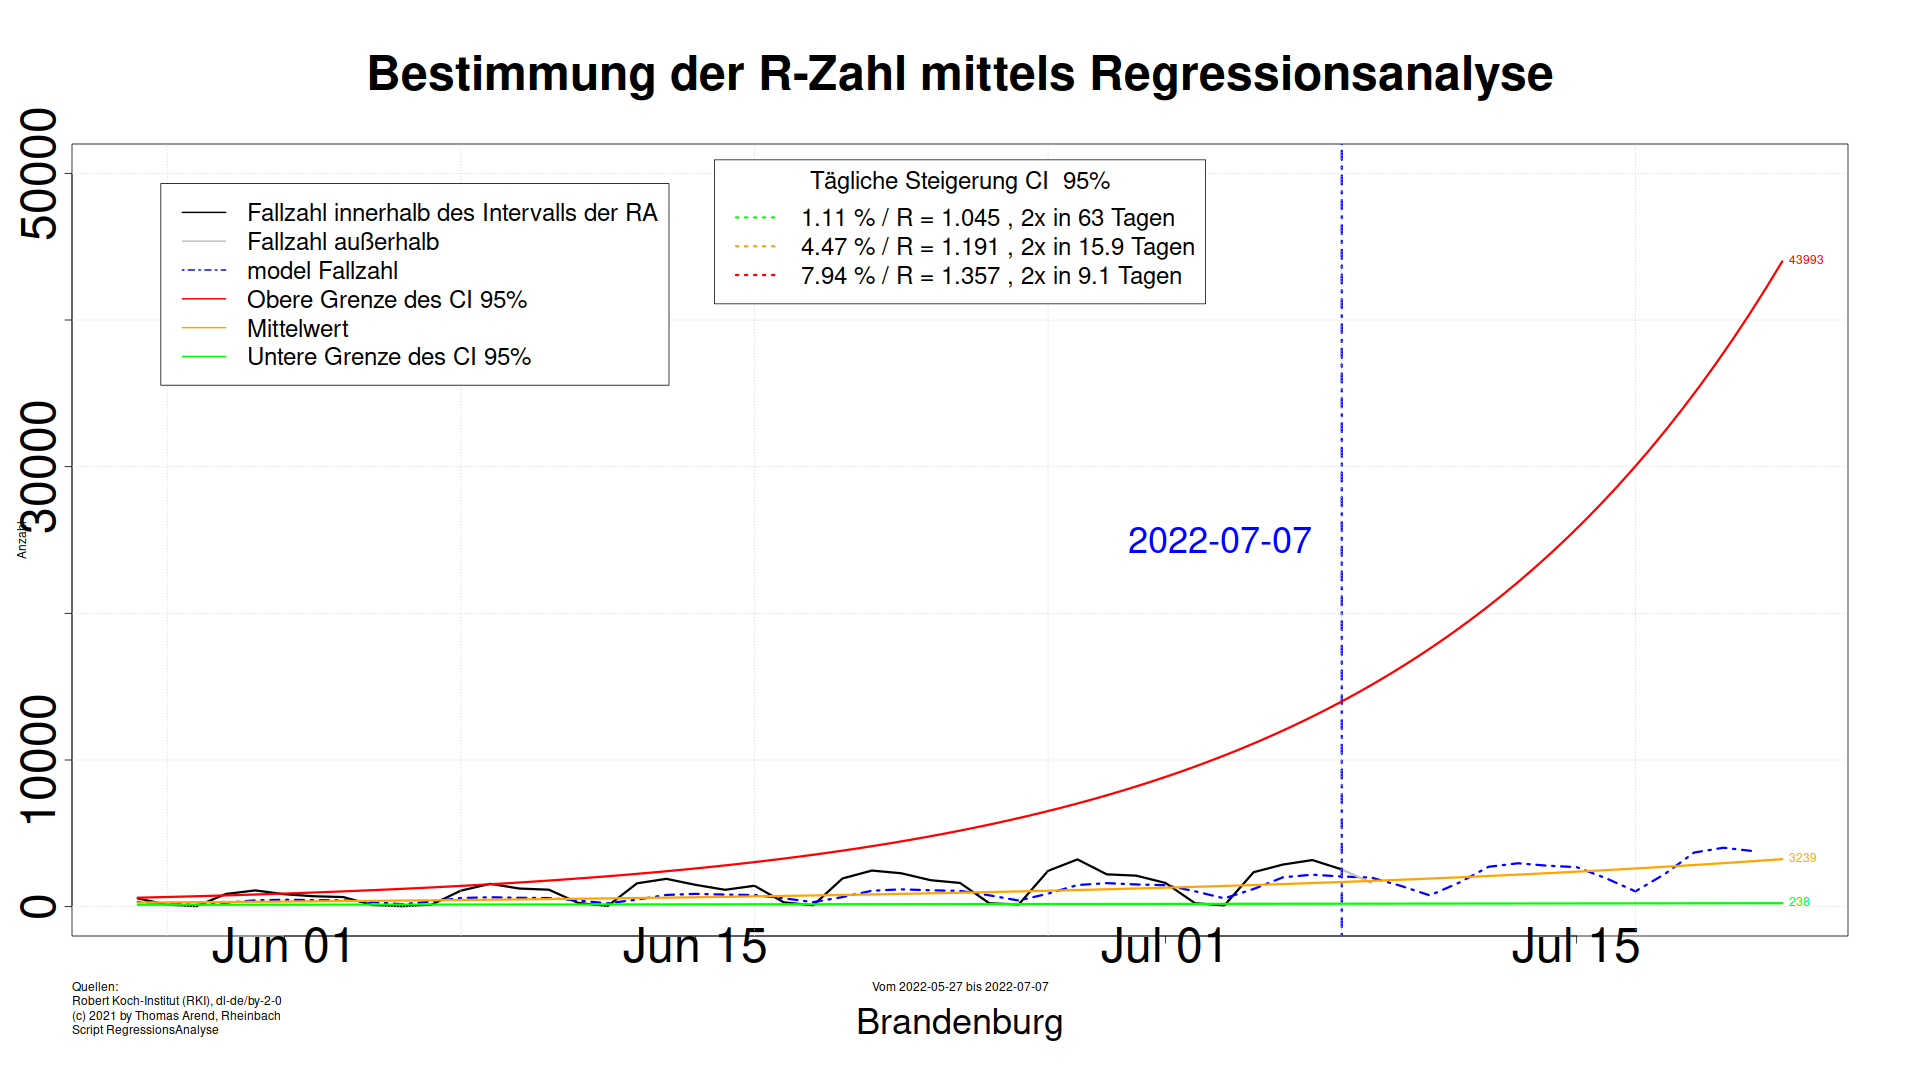 Bestimmung der R-Zahl mittels Regressionsanalyse
50000
30000
10000
0
Anzahl
Fallzahl innerhalb des Intervalls der RA
Fallzahl außerhalb
model Fallzahl
Obere Grenze des CI 95%
Mittelwert
Untere Grenze des CI 95%
Tägliche Steigerung CI  95%
1.11 % / R = 1.045 , 2x in 63 Tagen
4.47 % / R = 1.191 , 2x in 15.9 Tagen
7.94 % / R = 1.357 , 2x in 9.1 Tagen
43993
2022-07-07
3239
238
Jun 01
Jun 15
Jul 01
Jul 15
Quellen:
Robert Koch-Institut (RKI), dl-de/by-2-0
(c) 2021 by Thomas Arend, Rheinbach
Script RegressionsAnalyse
Vom 2022-05-27 bis 2022-07-07
Brandenburg